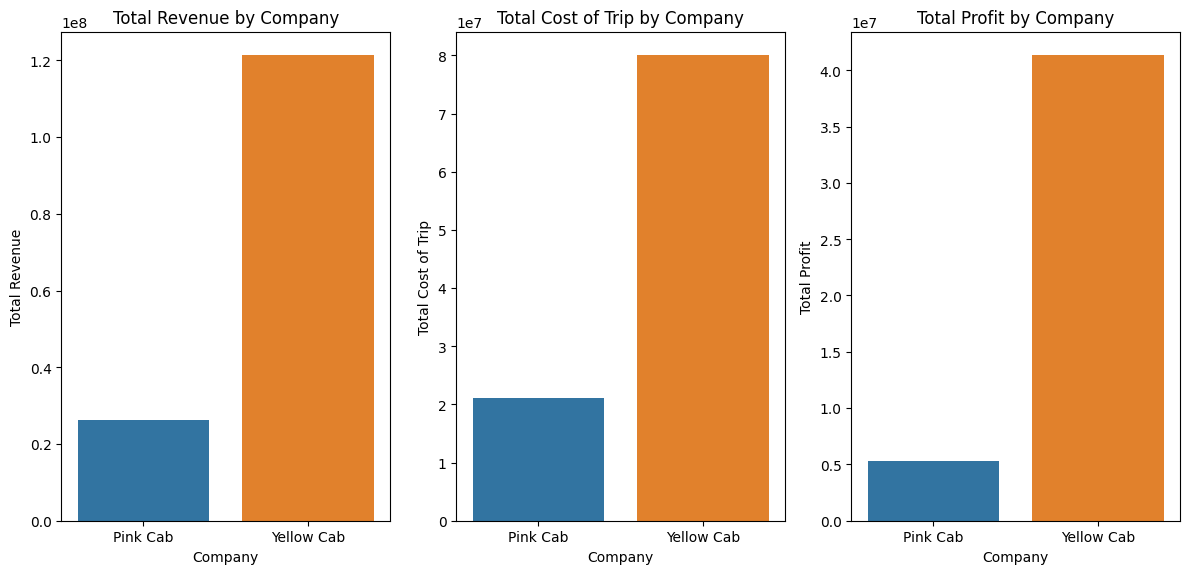 Total Revenue by Company
1e8
1.2
1.0
0.8
0.6
0.4
0.2
0.0
Total Revenue
Pink Cab Yellow Cab
Company
Total Cost of Trip by Company
1e7
8
7
6
5
4
3
2
1
0
Total Cost of Trip
Pink Cab Yellow Cab
Company
Total Profit by Company
1e7
4.0
3.5
3.0
2.5
2.0
1.5
1.0
0.5
0.0
Total Profit
Pink Cab Yellow Cab
Company